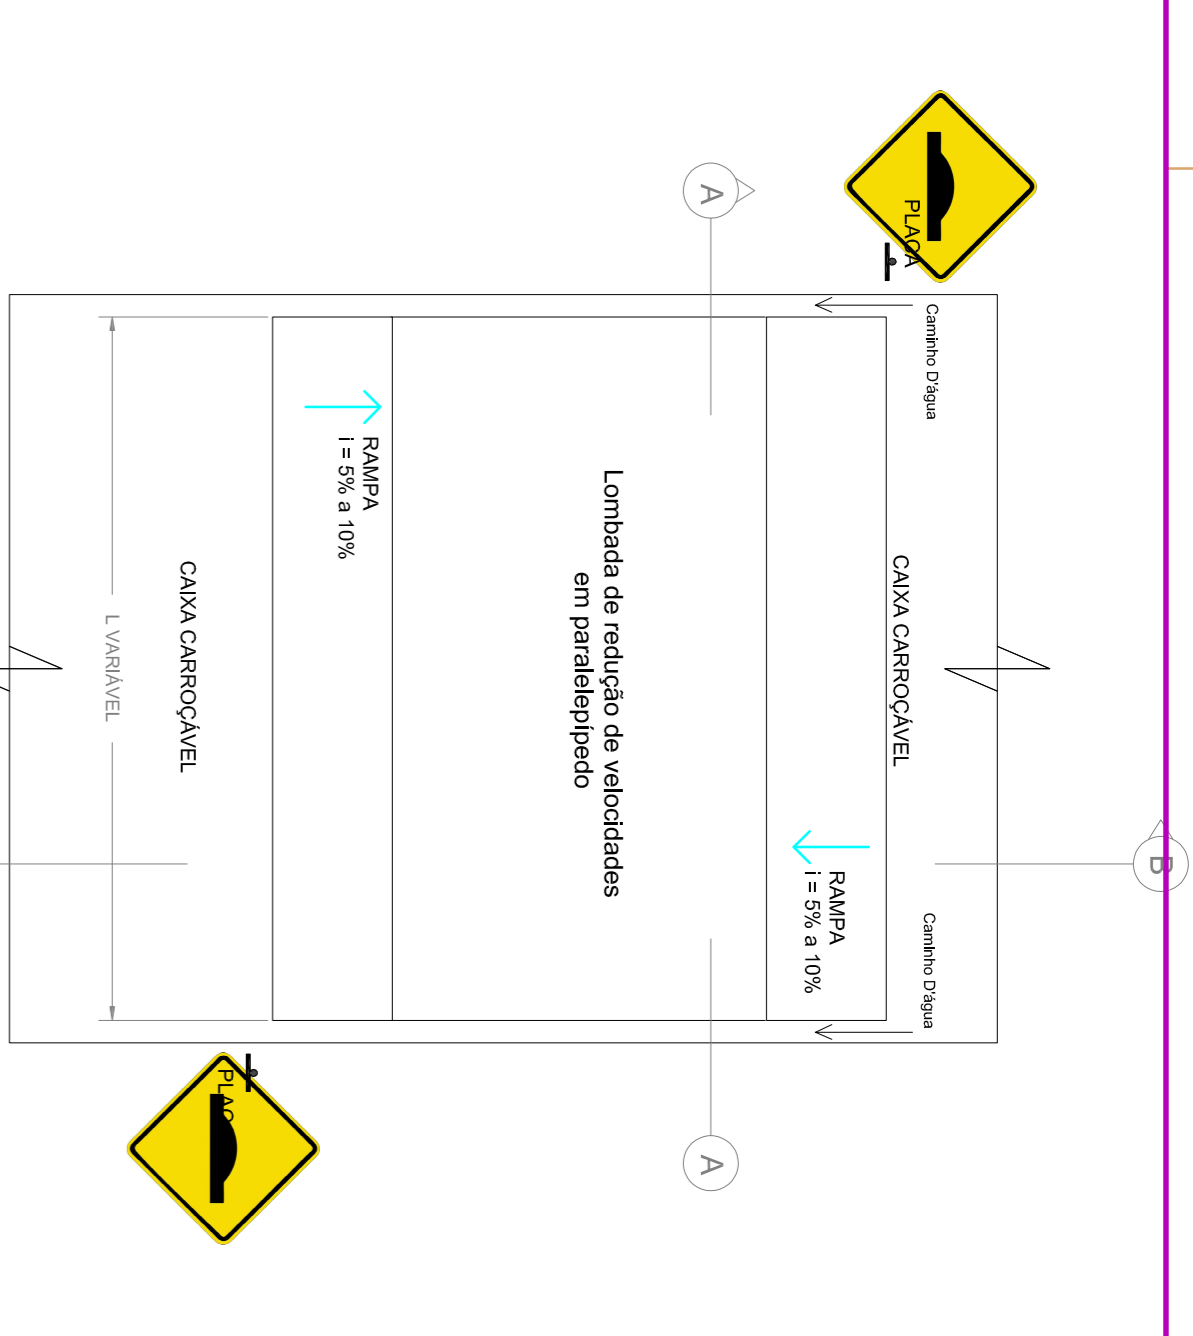 B
PLACA
Caminho D'água
CAIXA CARROÇÁVEL
Caminho D'água
RAMPA
i = 5% a 10%
A
A
Lombada de redução de velocidades
em paralelepípedo
RAMPA
i = 5% a 10%
PLAC
CAIXA CARROÇÁVEL
L VARIÁVEL